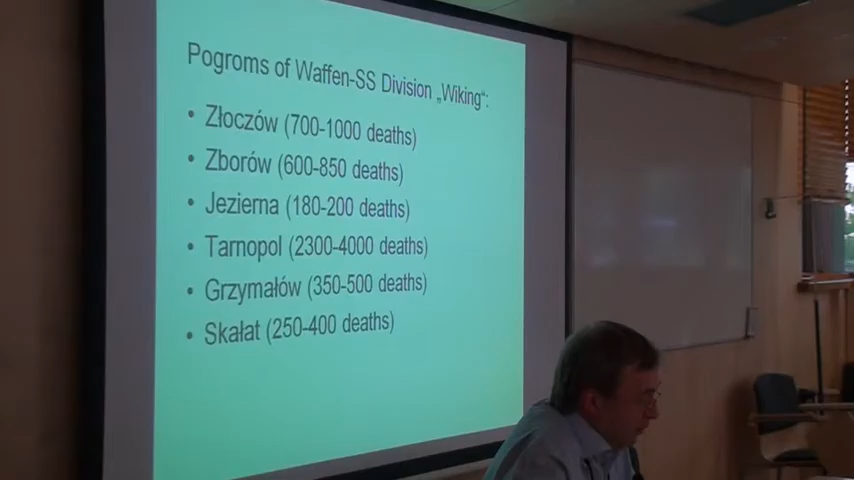 Pogroms of Waffen-SS Division „Wiking“:
• Złoczów (700-1000 deaths)
• Zborów (600-850 deaths)
• Jezierna (180-200 deaths)
• Tarnopol (2300-4000 deaths)
• Grzymałów (350-500 deaths)
• Skałat (250-400 deaths)